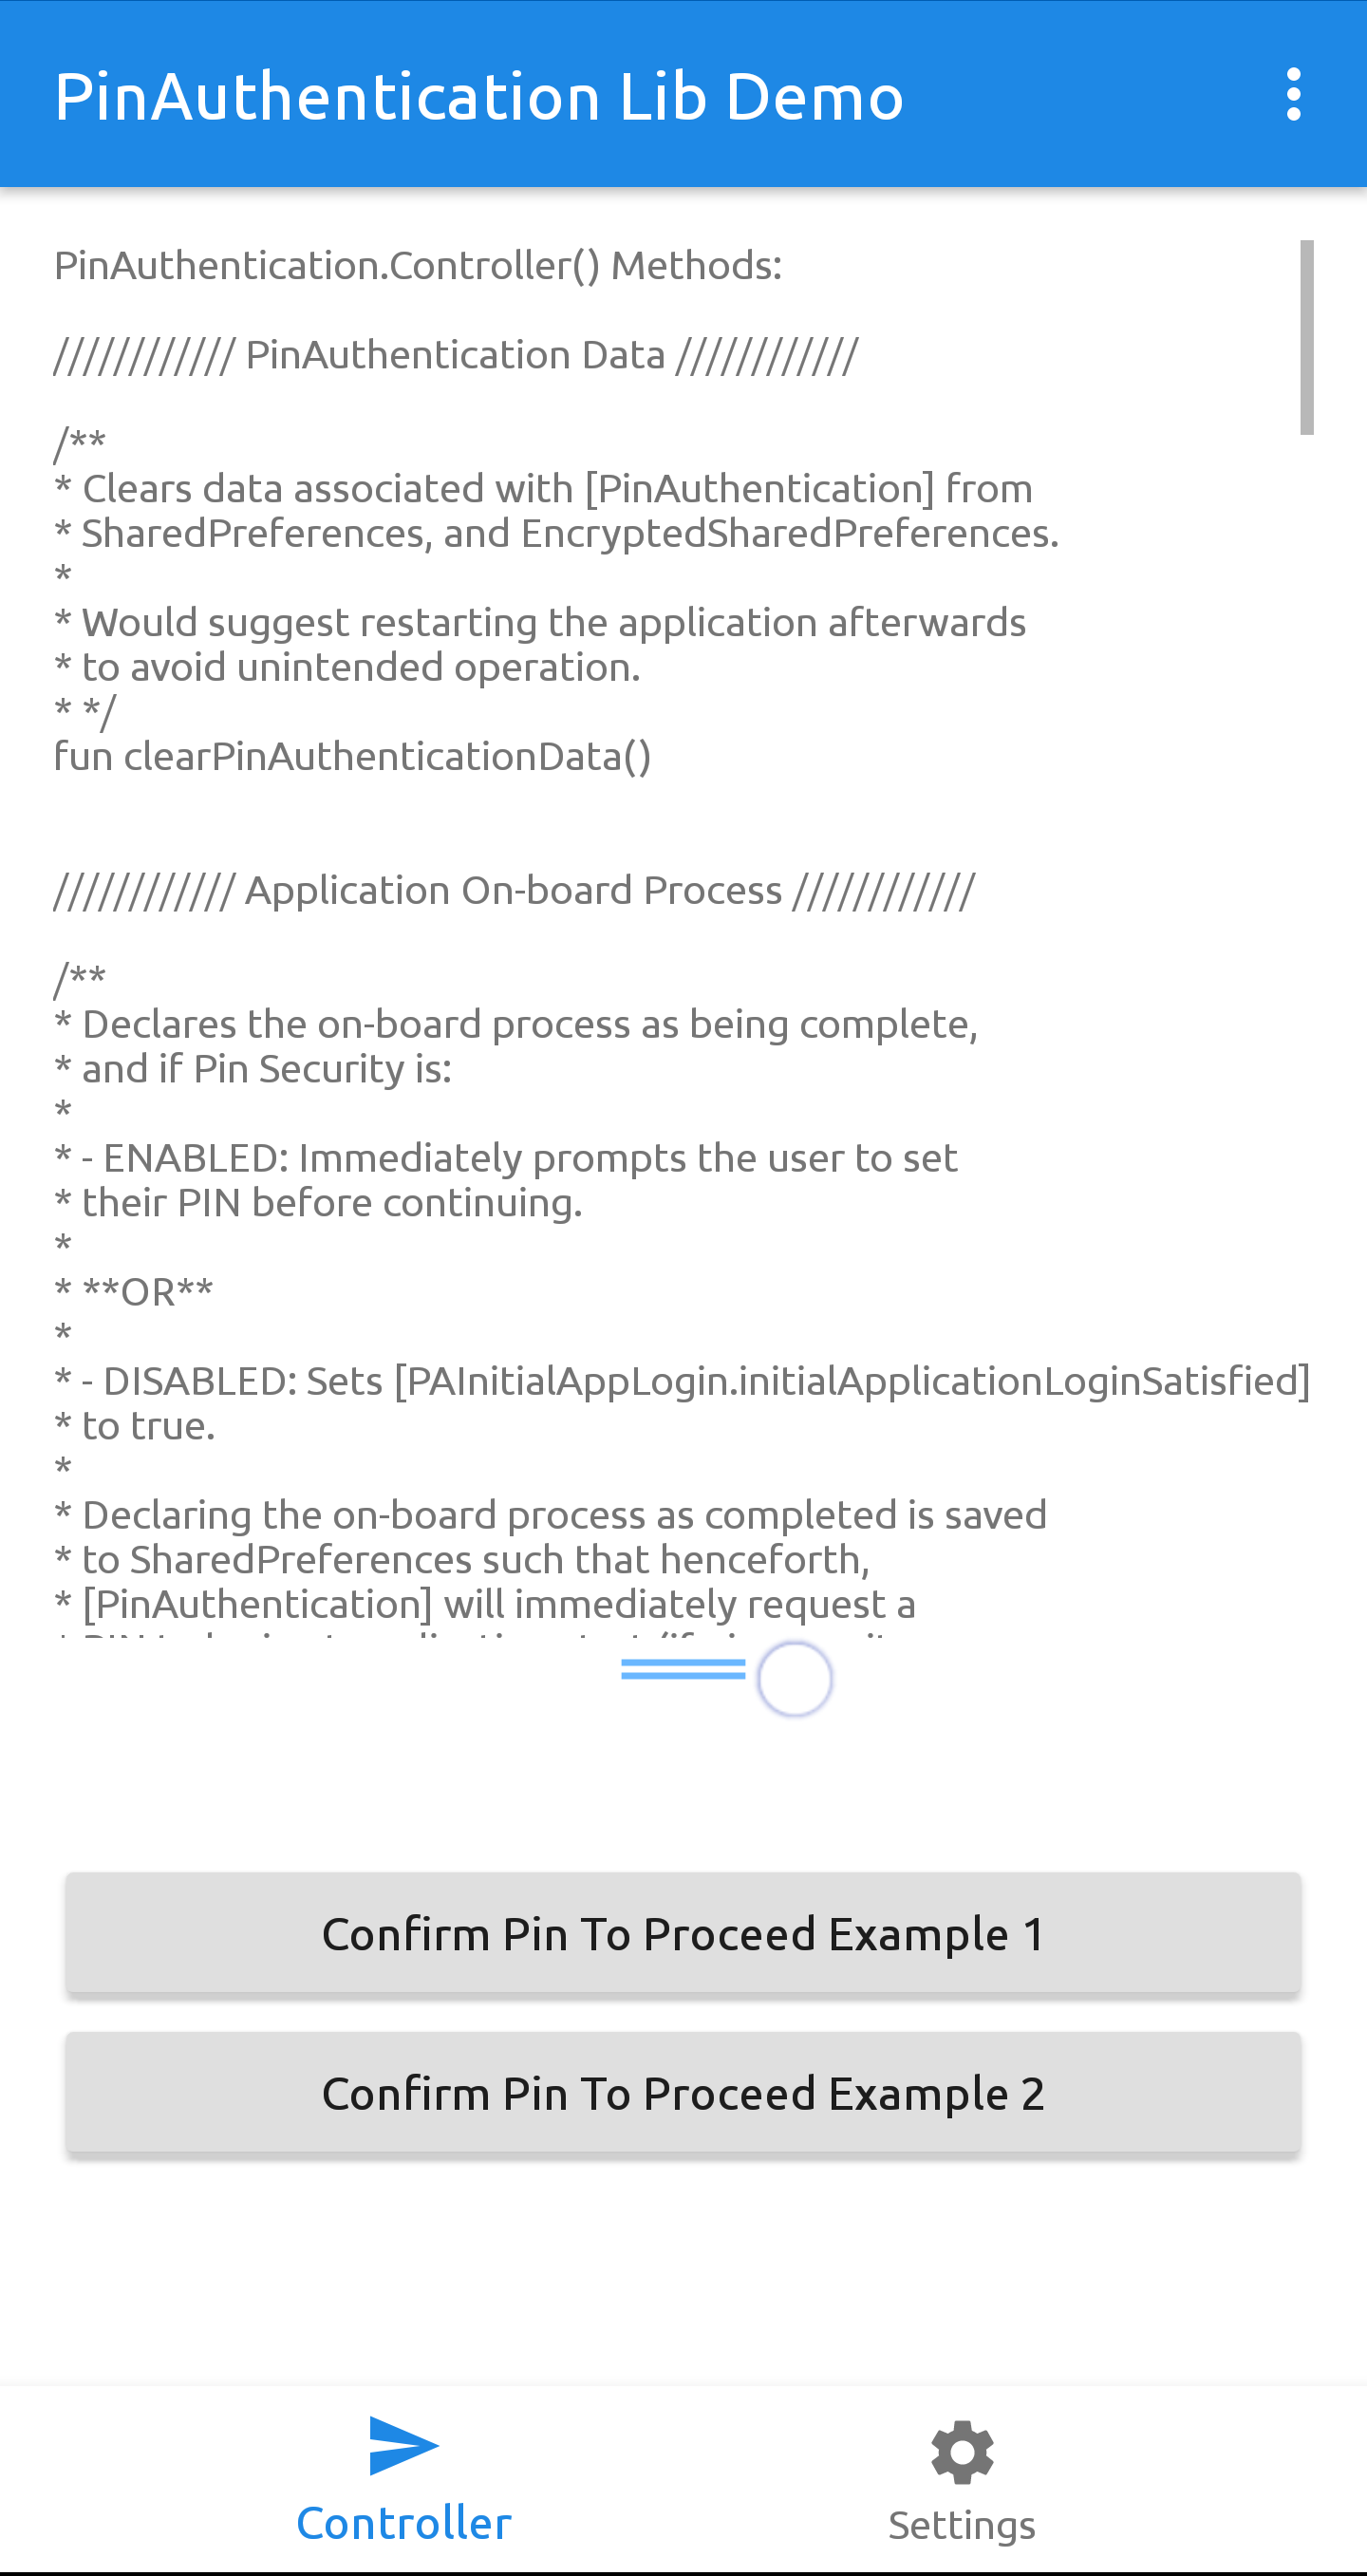 PinAuthentication Lib Demo
PinAuthentication.Controller() Methods:
//////////// PinAuthentication Data ////////////
/**
* Clears data associated with [PinAuthentication] from
* SharedPreferences, and EncryptedSharedPreferences.
*
* Would suggest restarting the application afterwards
* to avoid unintended operation.
* */
fun clearPinAuthenticationData()
//////////// Application On-board Process ////////////
/**
* Declares the on-board process as being complete,
* and if Pin Security is:
*
* - ENABLED: Immediately prompts the user to set
* their PIN before continuing.
*
* **OR**
*
* - DISABLED: Sets [PAInitialAppLogin.initialApplicationLoginSatisfied]
* to true.
*
* Declaring the on-board process as completed is saved
* to SharedPreferences such that henceforth,
* [PinAuthentication] will immediately request a
Confirm Pin To Proceed Example 1
Confirm Pin To Proceed Example 2
Controller
Settings